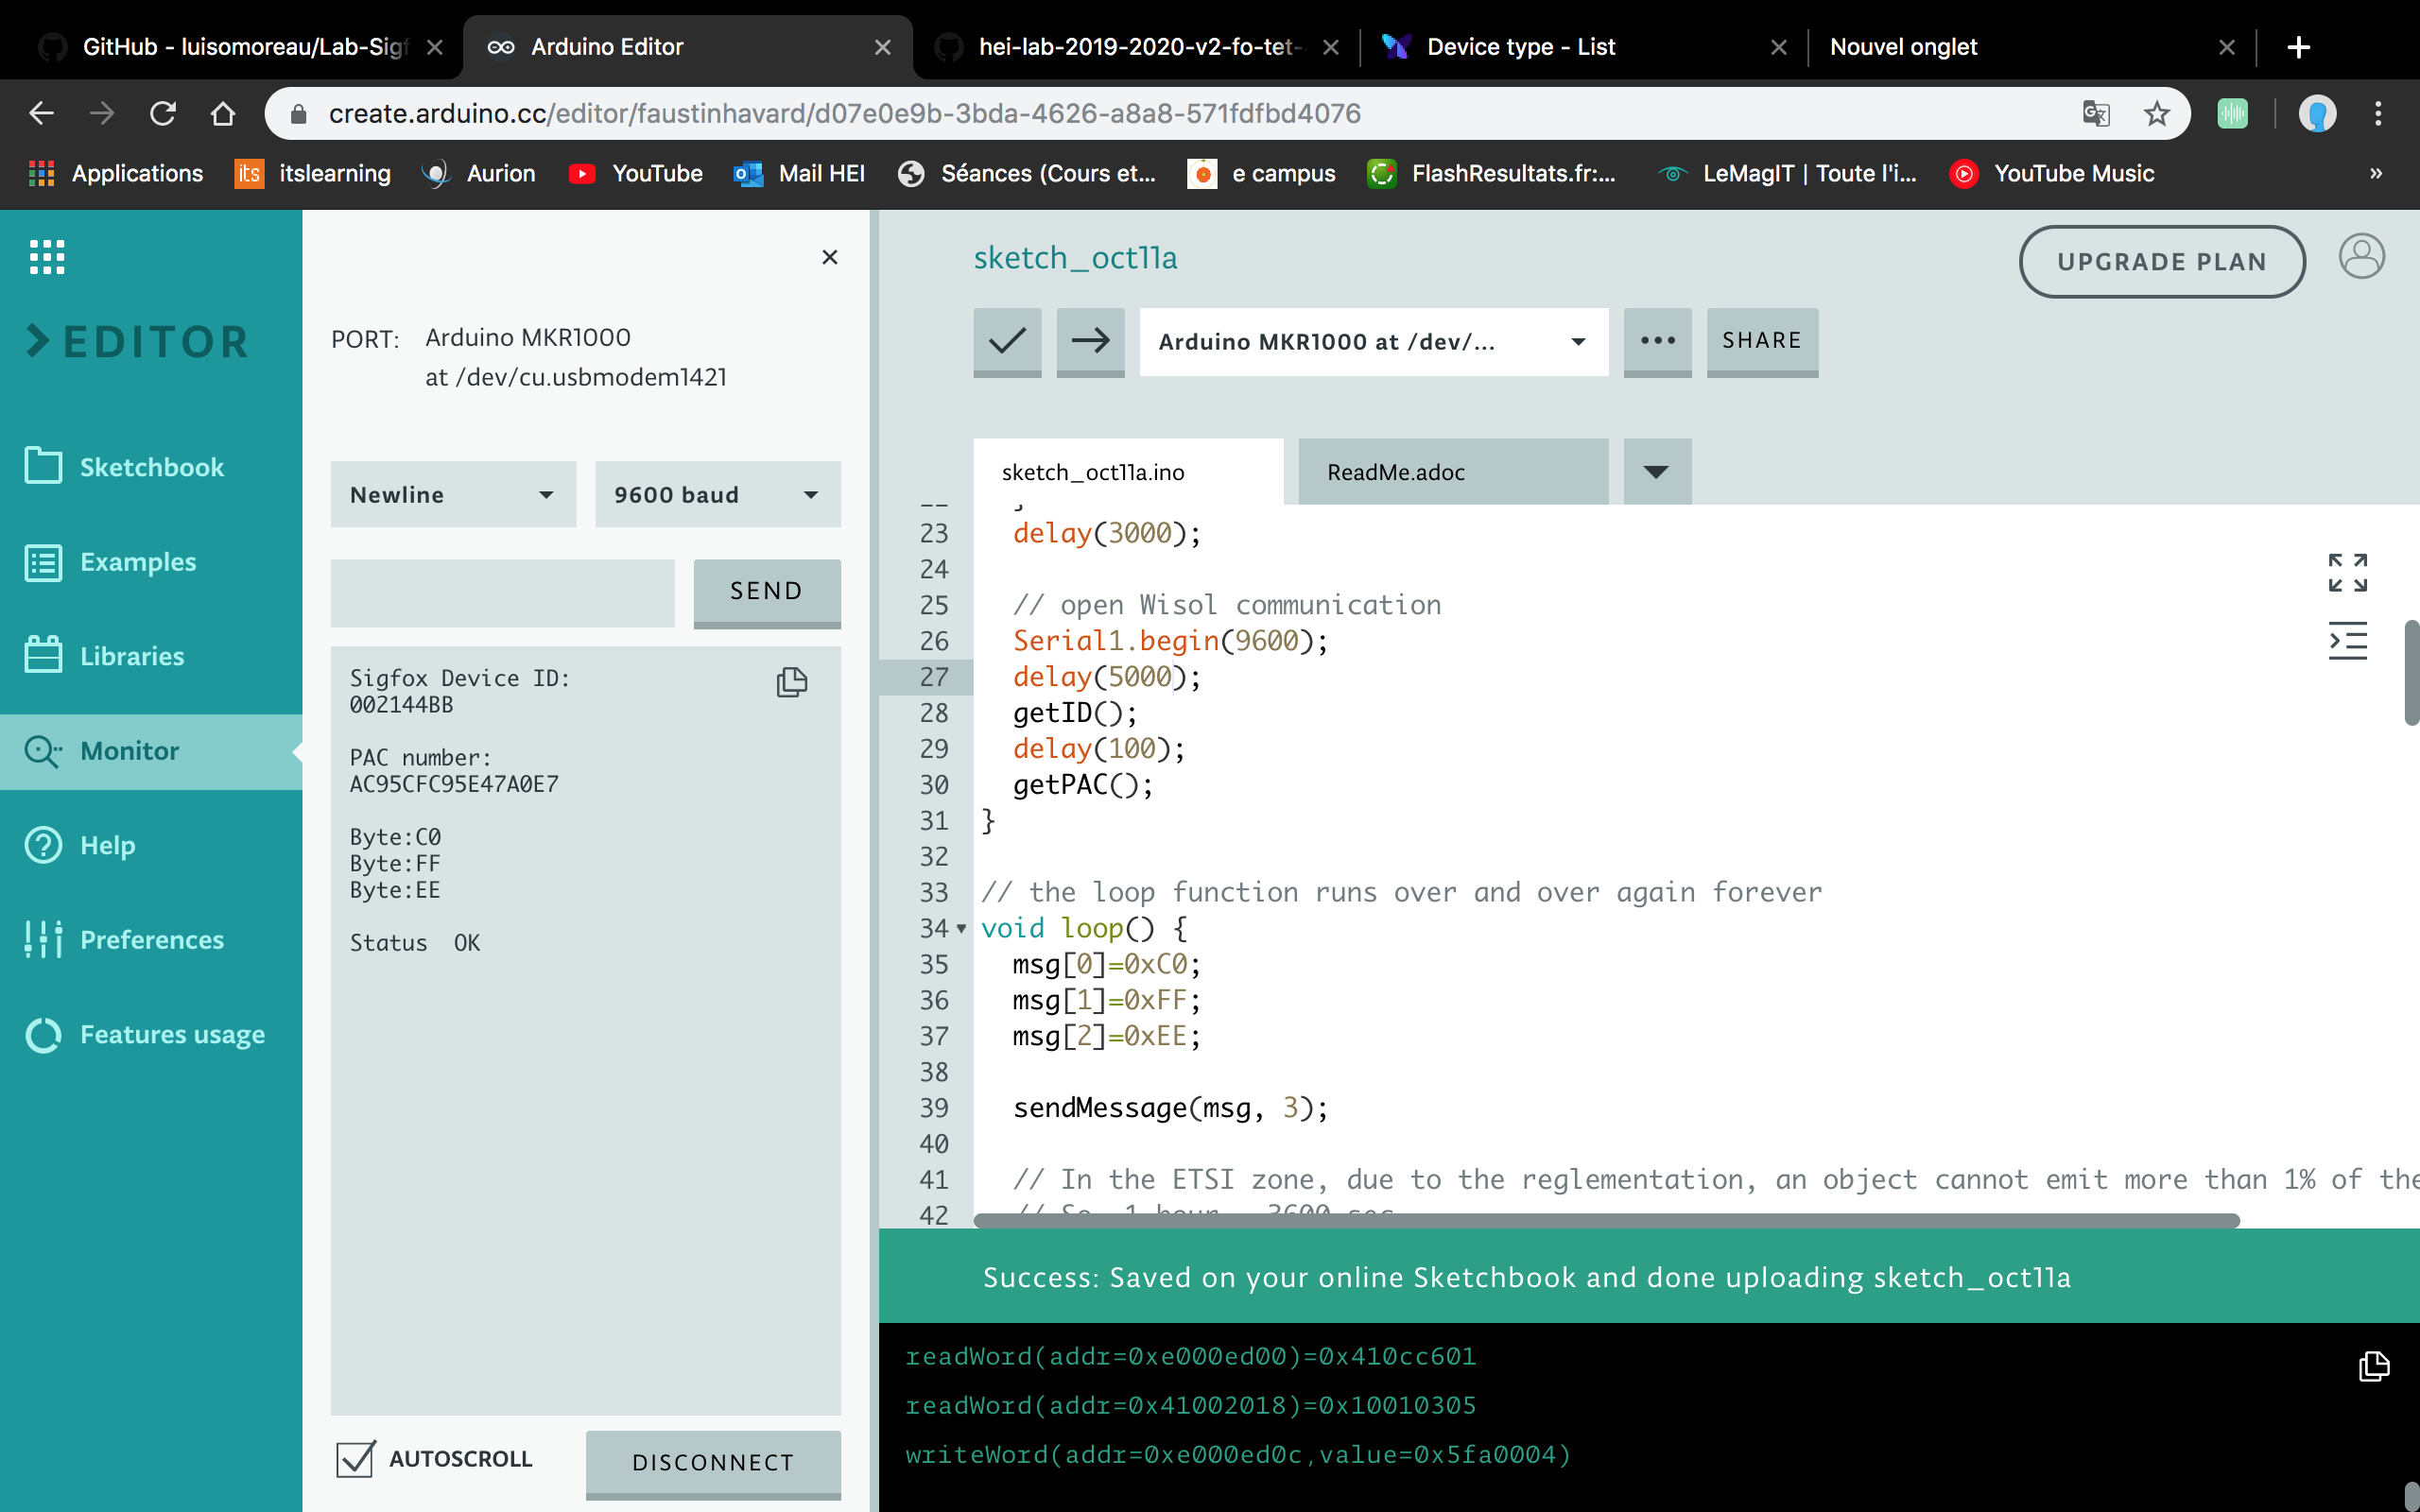 GitHub - luisomoreau/Lab-Sigf
Arduino Editor
hei-lab-2019-2020-v2-fo-tet-
Device type - List
Nouvel onglet
create.arduino.cc/editor/faustinhavard/d07e0e9b-3bda-4626-a8a8-571fdfbd4076
Applications
its
itslearning
Aurion
YouTube
Mail HEI
Séances (Cours et...
e campus
FlashResultats.fr:...
LeMagIT | Toute l'i...
YouTube Music
»
EDITOR
Sketchbook
Examples
Libraries
Monitor
Help
Preferences
Features usage
PORT: Arduino MKR1000
at /dev/cu.usbmodem1421
Newline
9600 baud
SEND
Sigfox Device ID:
002144BB
PAC number:
AC95CFC95E47A0E7
Byte:C0
Byte:FF
Byte:EE
Status  OK
AUTOSCROLL
DISCONNECT
sketch_oct11a
UPGRADE PLAN
Arduino MKR1000 at /dev/...
SHARE
sketch_oct11a.ino
ReadMe.adoc
23   delay(3000);
24
25   // open Wisol communication
26   Serial1.begin(9600);
27   delay(5000);
28   getID();
29   delay(100);
30   getPAC();
31 }
32
33 // the loop function runs over and over again forever
34 void loop() {
35   msg[0]=0xC0;
36   msg[1]=0xFF;
37   msg[2]=0xEE;
38
39   sendMessage(msg, 3);
40
41   // In the ETSI zone, due to the reglementation, an object cannot emit more than 1% of the
42   // So, 1 hour = 3600 sec
Success: Saved on your online Sketchbook and done uploading sketch_oct11a
readWord(addr=0xe000ed00)=0x410cc601
readWord(addr=0x41002018)=0x10010305
writeWord(addr=0xe000ed0c,value=0x5fa0004)